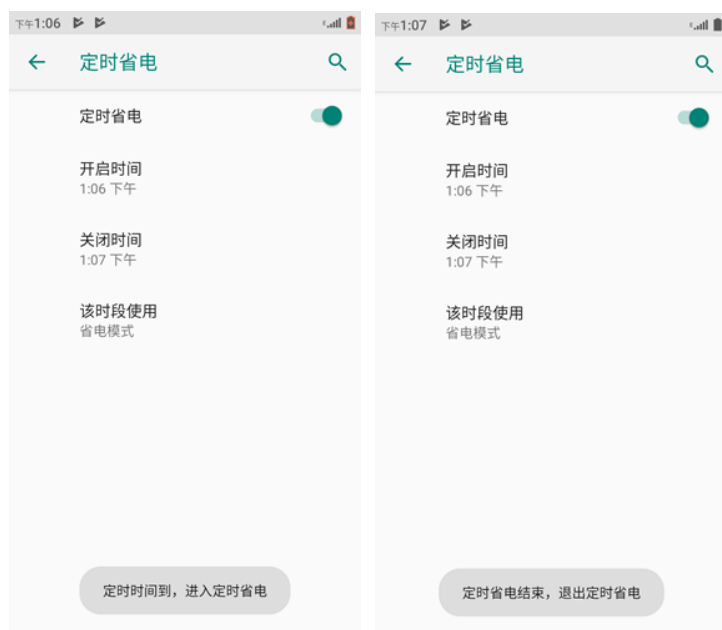 下午1:06
定时省电
定时省电
开启时间
1:06 下午
关闭时间
1:07 下午
该时段使用
省电模式
定时时间到，进入定时省电
下午1:07
定时省电
定时省电
开启时间
1:06 下午
关闭时间
1:07 下午
该时段使用
省电模式
定时省电结束，退出定时省电